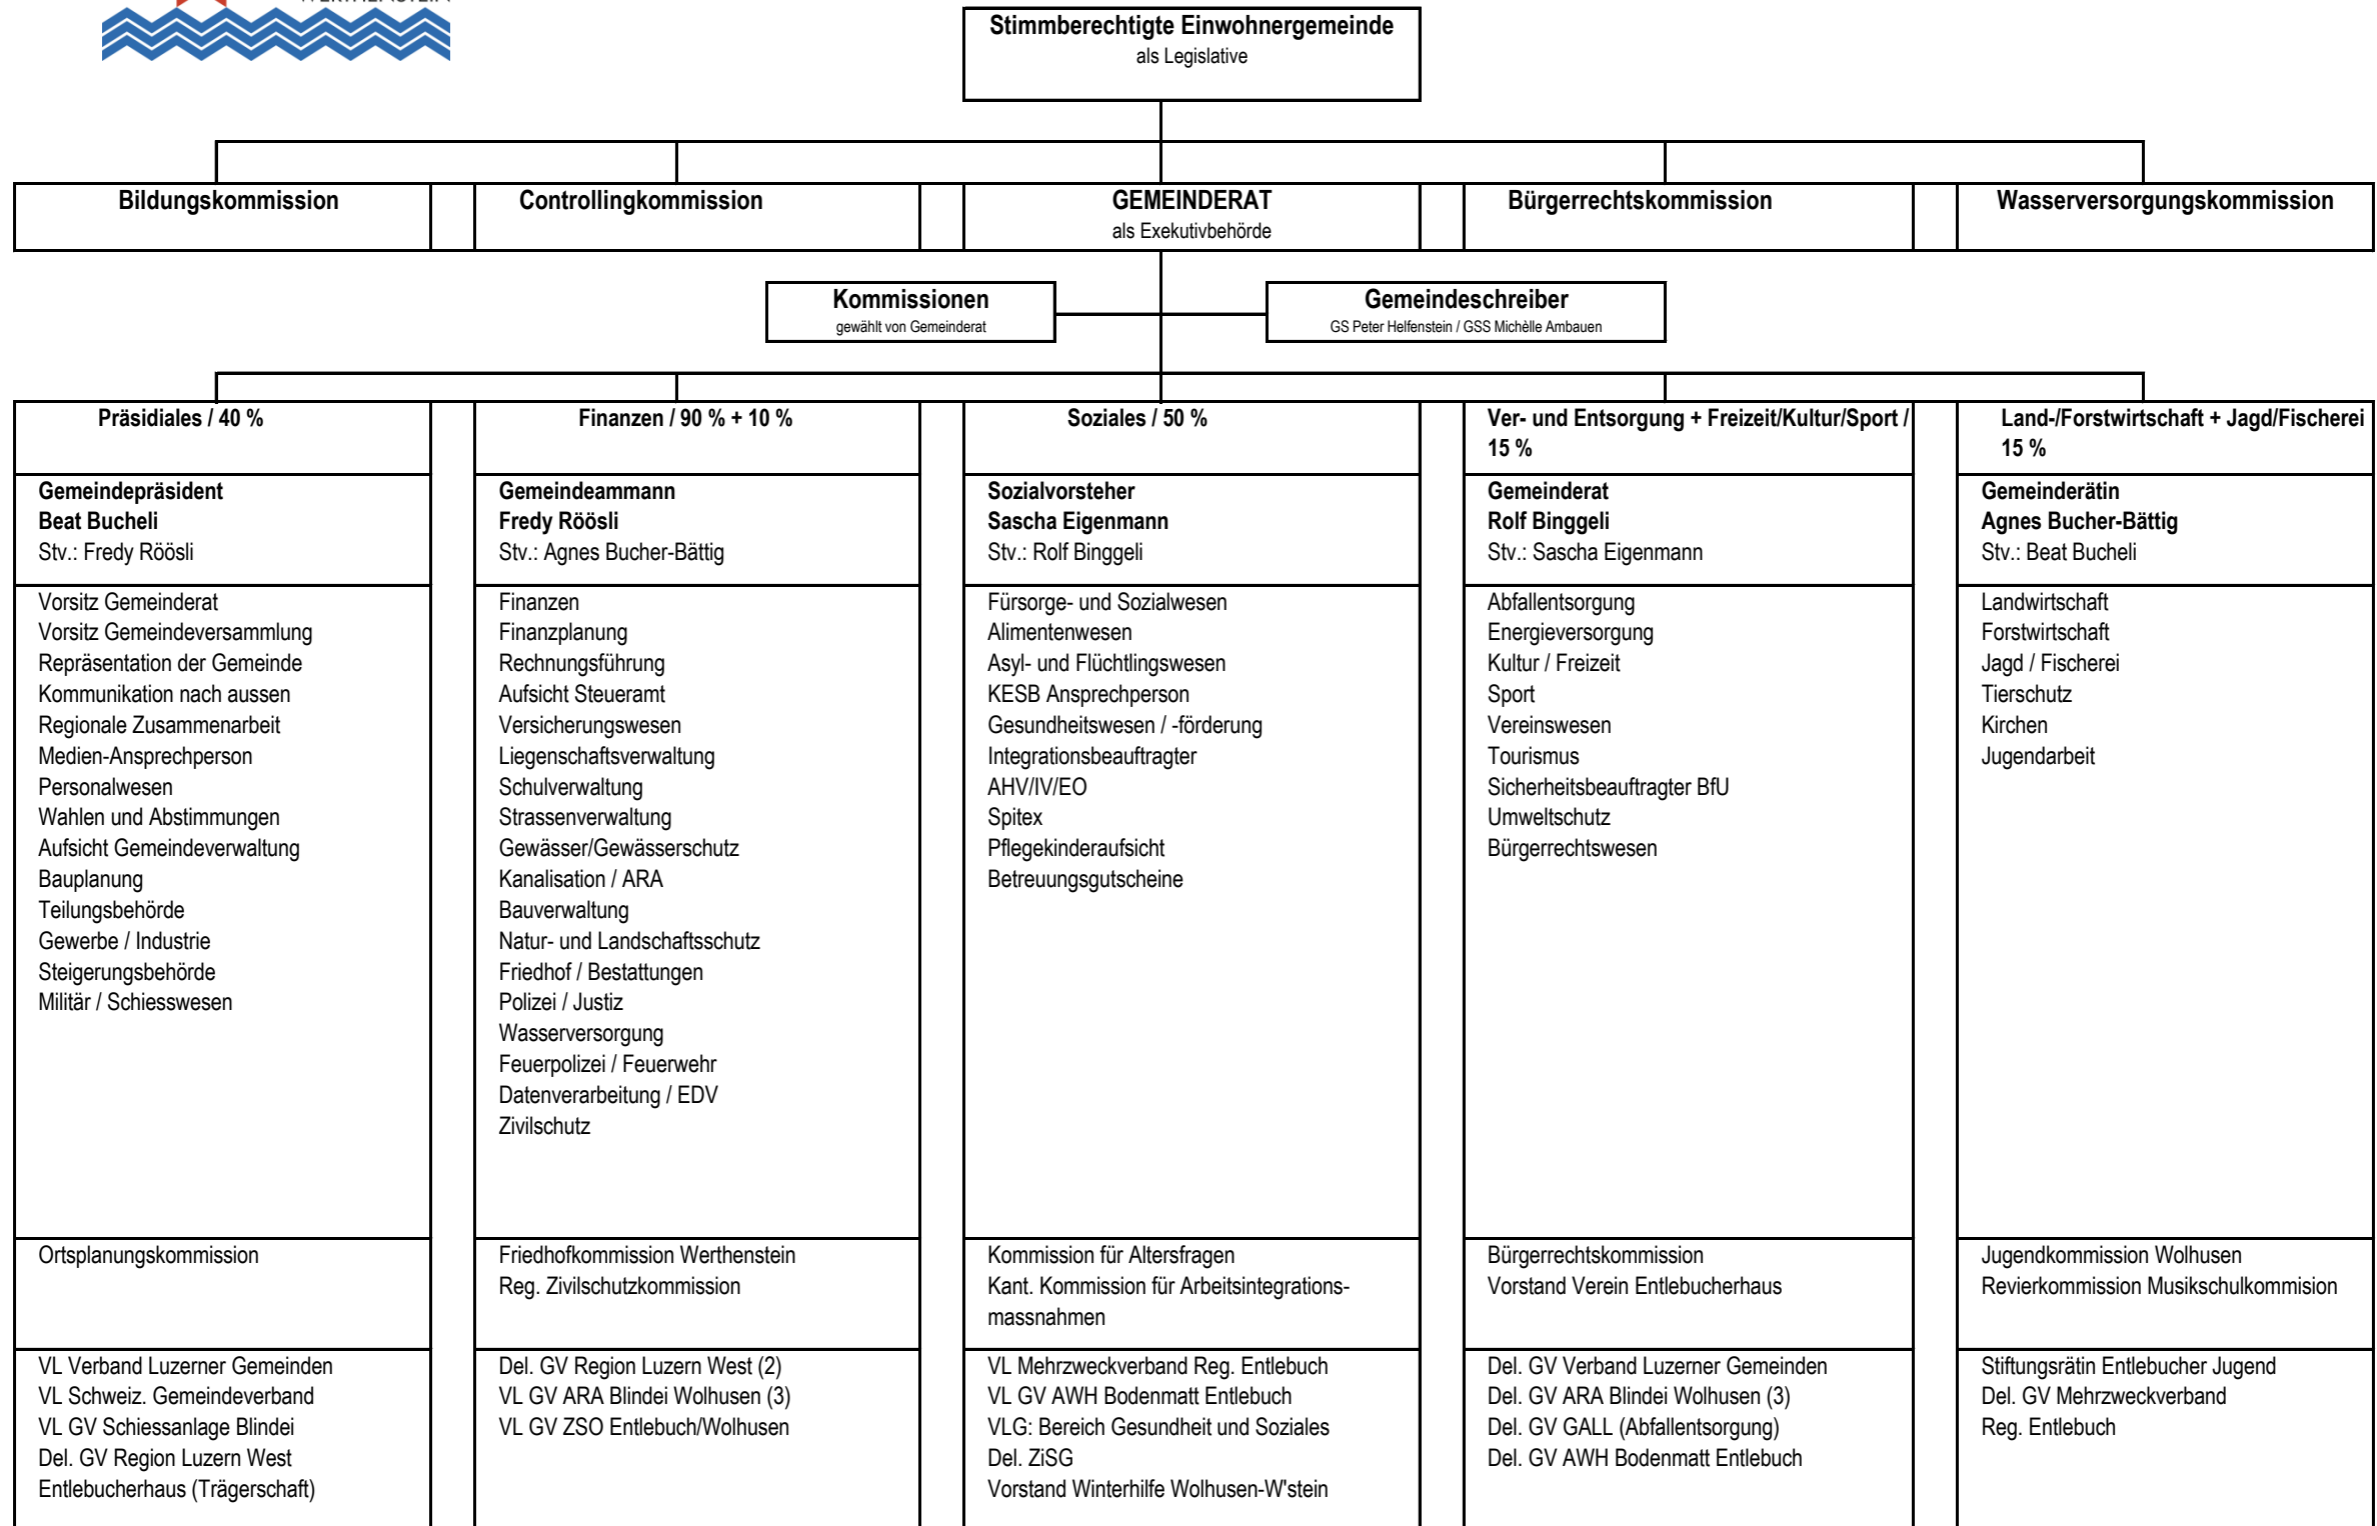 Stimmberechtigte Einwohnergemeinde
als Legislative
Bildungskommission
Controllingkommission
GEMEINDERAT
als Exekutivbehörde
Bürgerrechtskommission
Wasserversorgungskommission
Kommissionen
gewählt von Gemeinderat
Gemeindeschreiber
GS Peter Helfenstein / GSS Michèlle Ambauen
Präsidiales / 40 %
Gemeindepräsident
Beat Bucheli
Stv.: Fredy Röösli
Vorsitz Gemeinderat
Vorsitz Gemeindeversammlung
Repräsentation der Gemeinde
Kommunikation nach aussen
Regionale Zusammenarbeit
Medien-Ansprechperson
Personalwesen
Wahlen und Abstimmungen
Aufsicht Gemeindeverwaltung
Bauplanung
Teilungsbehörde
Gewerbe / Industrie
Steigerungsbehörde
Militär / Schiesswesen
Ortsplanungskommission
VL Verband Luzerner Gemeinden
VL Schweiz. Gemeindeverband
VL GV Schiessanlage Blindei
Del. GV Region Luzern West
Entlebucherhaus (Trägerschaft)
Finanzen / 90 % + 10 %
Gemeindeammann
Fredy Röösli
Stv.: Agnes Bucher-Bättig
Finanzen
Finanzplanung
Rechnungsführung
Aufsicht Steueramt
Versicherungswesen
Liegenschaftsverwaltung
Schulverwaltung
Strassenverwaltung
Gewässer/Gewässerschutz
Kanalisation / ARA
Bauverwaltung
Natur- und Landschaftsschutz
Friedhof / Bestattungen
Polizei / Justiz
Wasserversorgung
Feuerpolizei / Feuerwehr
Datenverarbeitung / EDV
Zivilschutz
Friedhofkommission Werthenstein
Reg. Zivilschutzkommission
Del. GV Region Luzern West (2)
VL GV ARA Blindei Wolhusen (3)
VL GV ZSO Entlebuch/Wolhusen
Soziales / 50 %
Sozialvorsteher
Sascha Eigenmann
Stv.: Rolf Binggeli
Fürsorge- und Sozialwesen
Alimentenwesen
Asyl- und Flüchtlingswesen
KESB Ansprechperson
Gesundheitswesen / -förderung
Integrationsbeauftragter
AHV/IV/EO
Spitex
Pflegekinderaufsicht
Betreuungsgutscheine
Kommission für Altersfragen
Kant. Kommission für Arbeitsintegrations-
massnahmen
VL Mehrzweckverband Reg. Entlebuch
VL GV AWH Bodenmatt Entlebuch
VLG: Bereich Gesundheit und Soziales
Del. ZiSG
Vorstand Winterhilfe Wolhusen-W'stein
Ver- und Entsorgung + Freizeit/Kultur/Sport /
15 %
Gemeinderat
Rolf Binggeli
Stv.: Sascha Eigenmann
Abfallentsorgung
Energieversorgung
Kultur / Freizeit
Sport
Vereinswesen
Tourismus
Sicherheitsbeauftragter BfU
Umweltschutz
Bürgerrechtswesen
Bürgerrechtskommission
Vorstand Verein Entlebucherhaus
Del. GV Verband Luzerner Gemeinden
Del. GV ARA Blindei Wolhusen (3)
Del. GV GALL (Abfallentsorgung)
Del. GV AWH Bodenmatt Entlebuch
Land-/Forstwirtschaft + Jagd/Fischerei
15 %
Gemeinderätin
Agnes Bucher-Bättig
Stv.: Beat Bucheli
Landwirtschaft
Forstwirtschaft
Jagd / Fischerei
Tierschutz
Kirchen
Jugendarbeit
Jugendkommission Wolhusen
Revierkommission Musikschulkommision
Stiftungsrätin Entlebucher Jugend
Del. GV Mehrzweckverband
Reg. Entlebuch